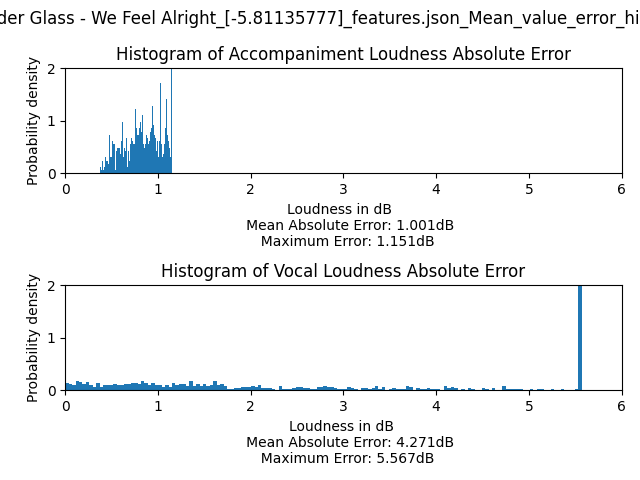 der Glass - We Feel Alright_[-5.81135777]_features.json_Mean_value_error_hi
Histogram of Accompaniment Loudness Absolute Error
Probability density
2
1
0
0 1 2 3 4 5 6
Loudness in dB
Mean Absolute Error: 1.001dB
Maximum Error: 1.151dB
Histogram of Vocal Loudness Absolute Error
Probability density
2
1
0
0 1 2 3 4 5 6
Loudness in dB
Mean Absolute Error: 4.271dB
Maximum Error: 5.567dB